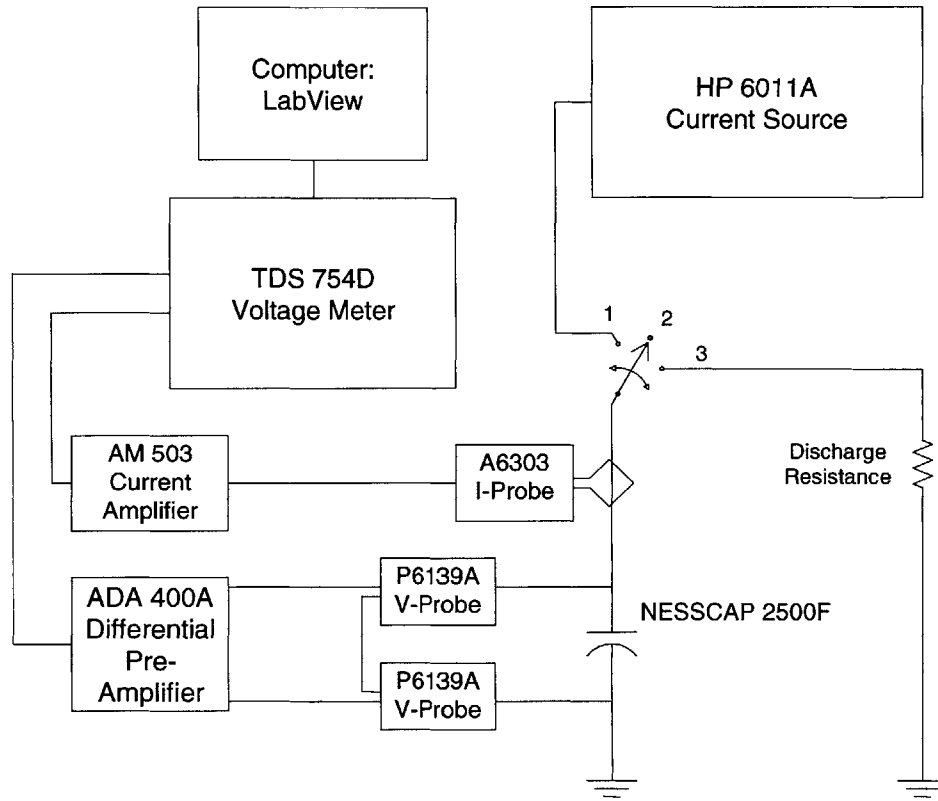 Computer:
LabView
HP 6011A
Current Source
TDS 754D
Voltage Meter
1
2
3
AM 503
Current
Amplifier
A6303
I-Probe
Discharge
Resistance
P6139A
V-Probe
ADA 400A
Differential
Pre-
Amplifier
NESSCAP 2500F
P6139A
V-Probe